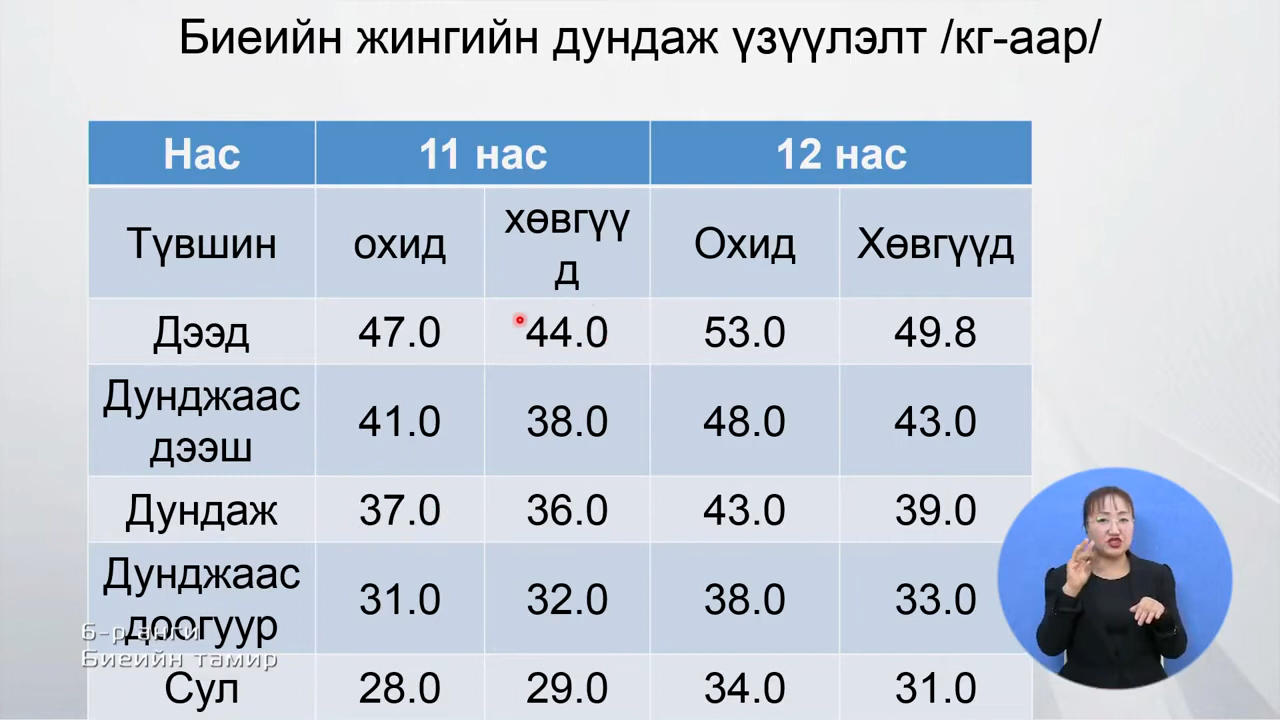 Биеийн жингийн дундаж үзүүлэлт /кг-аар/
Нас 11 нас 12 нас
Түвшин охид хөвгүү
д Охид Хөвгүүд
Дээд 47.0 44.0 53.0 49.8
Дунджаас
дээш 41.0 38.0 48.0 43.0
Дундаж 37.0 36.0 43.0 39.0
Дунджаас
доогуур 31.0 32.0 38.0 33.0
6-р анги
Биеийн тамир
Сул 28.0 29.0 34.0 31.0